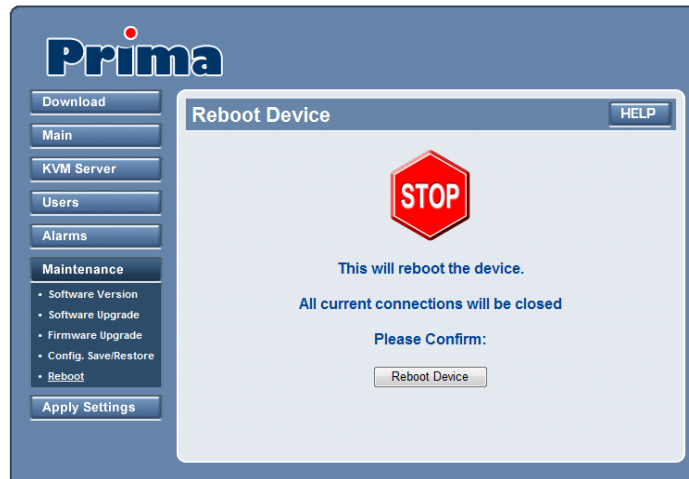 Prima
Download
Main
KVM Server
Users
Alarms
Maintenance
• Software Version
• Software Upgrade
• Firmware Upgrade
• Config. Save/Restore
• Reboot
Apply Settings
Reboot Device
HELP
STOP
This will reboot the device.
All current connections will be closed
Please Confirm:
Reboot Device